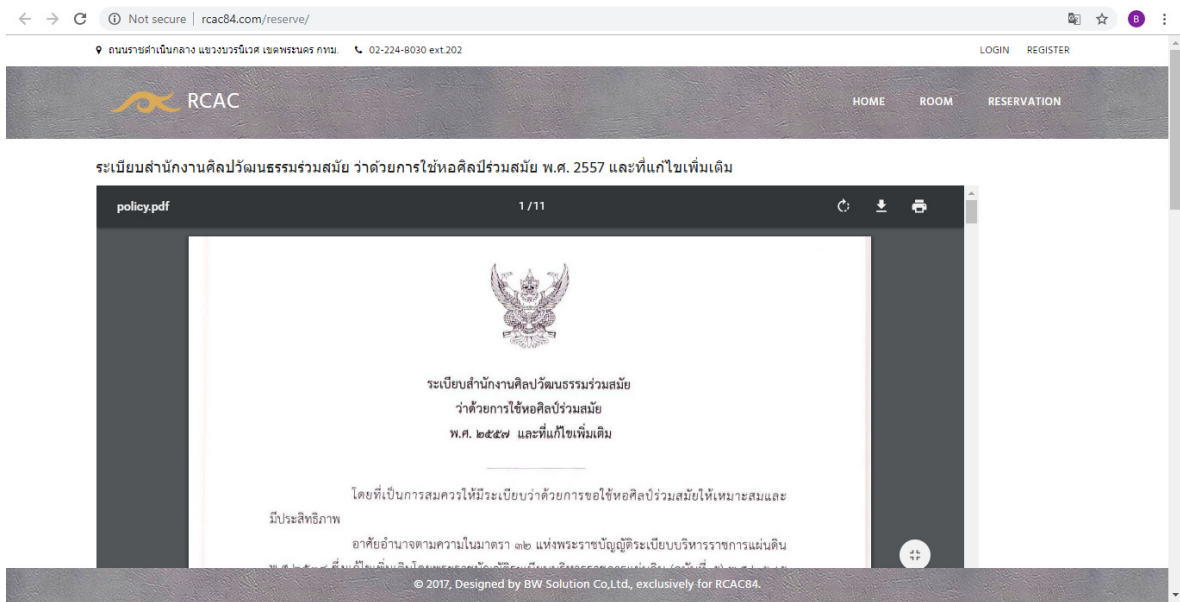 Not secure | rcac84.com/reserve/
B
ถนนราชดำเนินกลาง แขวงบวรนิเวศ เขตพระนคร กทม. 02-224-8030 ext.202 LOGIN REGISTER
RCAC HOME ROOM RESERVATION
ระเบียบสำนักงานศิลปวัฒนธรรมร่วมสมัย ว่าด้วยการใช้หอศิลป์ร่วมสมัย พ.ศ. 2557 และที่แก้ไขเพิ่มเติม
policy.pdf 1 / 11
ระเบียบสำนักงานศิลปวัฒนธรรมร่วมสมัย
ว่าด้วยการใช้หอศิลป์ร่วมสมัย
พ.ศ. ๒๕๕๗ และที่แก้ไขเพิ่มเติม
โดยที่เป็นการสมควรให้มีระเบียบว่าด้วยการขอใช้หอศิลป์ร่วมสมัยให้เหมาะสมและ
มีประสิทธิภาพ
อาศัยอำนาจตามความในมาตรา ๓๒ แห่งพระราชบัญญัติระเบียบบริหารราชการแผ่นดิน
© 2017, Designed by BW Solution Co,Ltd., exclusively for RCAC84.